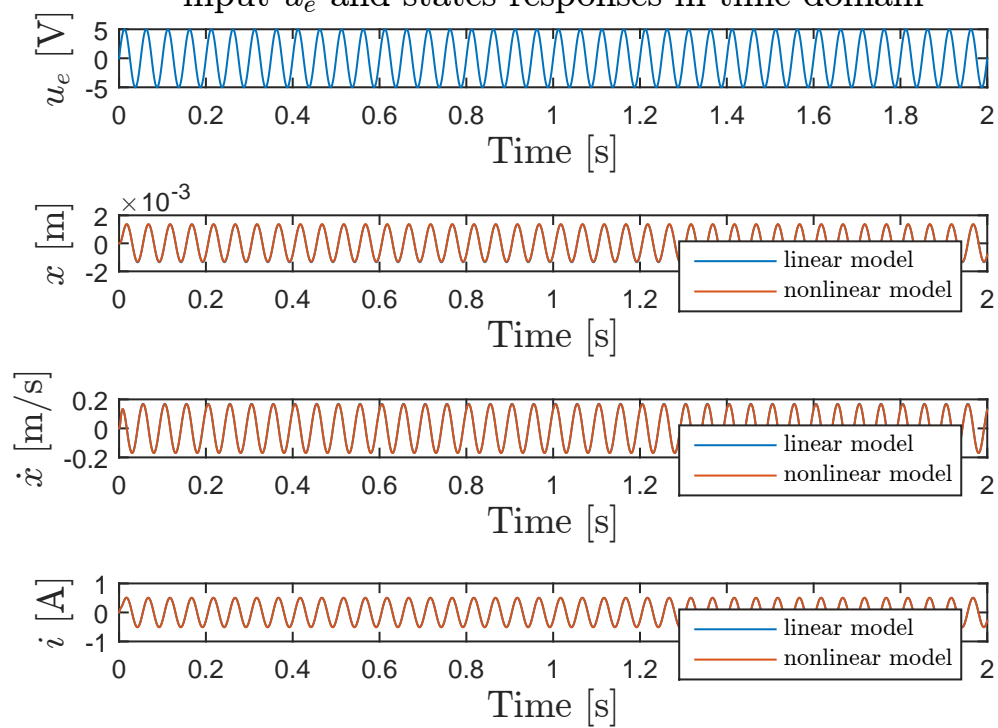 input u_e and states responses in time domain
5
0
-5
u_e [V]
0 0.2 0.4 0.6 0.8 1 1.2 1.4 1.6 1.8 2
Time [s]
×10^-3
2
0
-2
x [m]
linear model
nonlinear model
0 0.2 0.4 0.6 0.8 1 1.2 2
Time [s]
0.2
0
-0.2
ẋ [m/s]
linear model
nonlinear model
0 0.2 0.4 0.6 0.8 1 1.2 2
Time [s]
1
0
-1
i [A]
linear model
nonlinear model
0 0.2 0.4 0.6 0.8 1 1.2 2
Time [s]